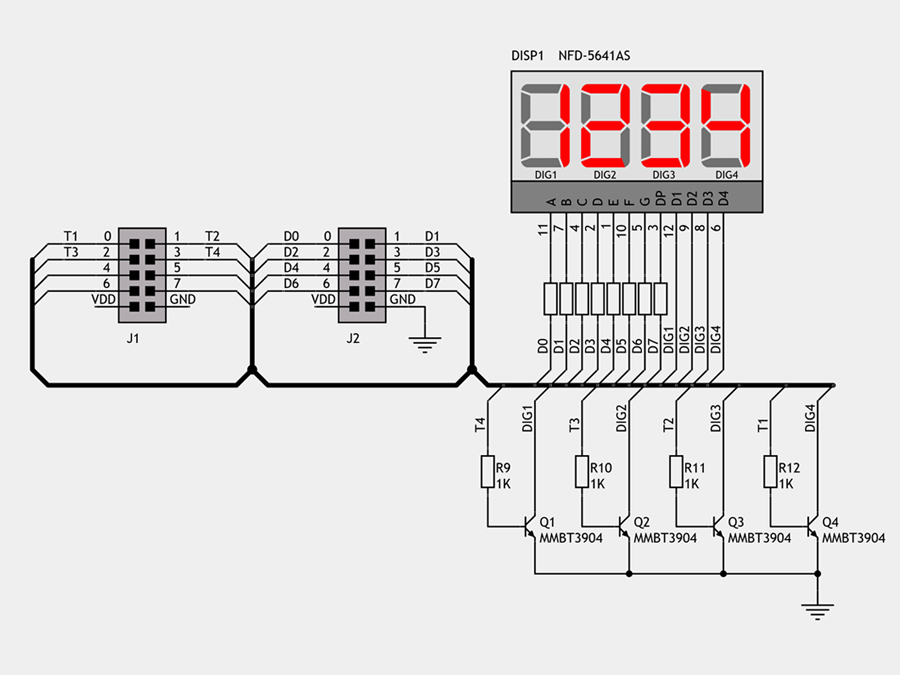 DISP1 NFD-5641AS
DIG1 DIG2 DIG3 DIG4
A B C D E F G DP D1 D2 D3 D4
11 7 4 2 1 10 5 3 12 9 8 6
D0 D1 D2 D3 D4 D5 D6 D7 DIG1 DIG2 DIG3 DIG4
T1 0 1 T2
T3 2 3 T4
4 5
6 7
VDD GND
J1
D0 0 1 D1
D2 2 3 D3
D4 4 5 D5
D6 6 7 D7
VDD GND
J2
T4 DIG1 T3 DIG2 T2 DIG3 T1 DIG4
R9 R10 R11 R12
1K 1K 1K 1K
Q1 Q2 Q3 Q4
MMBT3904 MMBT3904 MMBT3904 MMBT3904